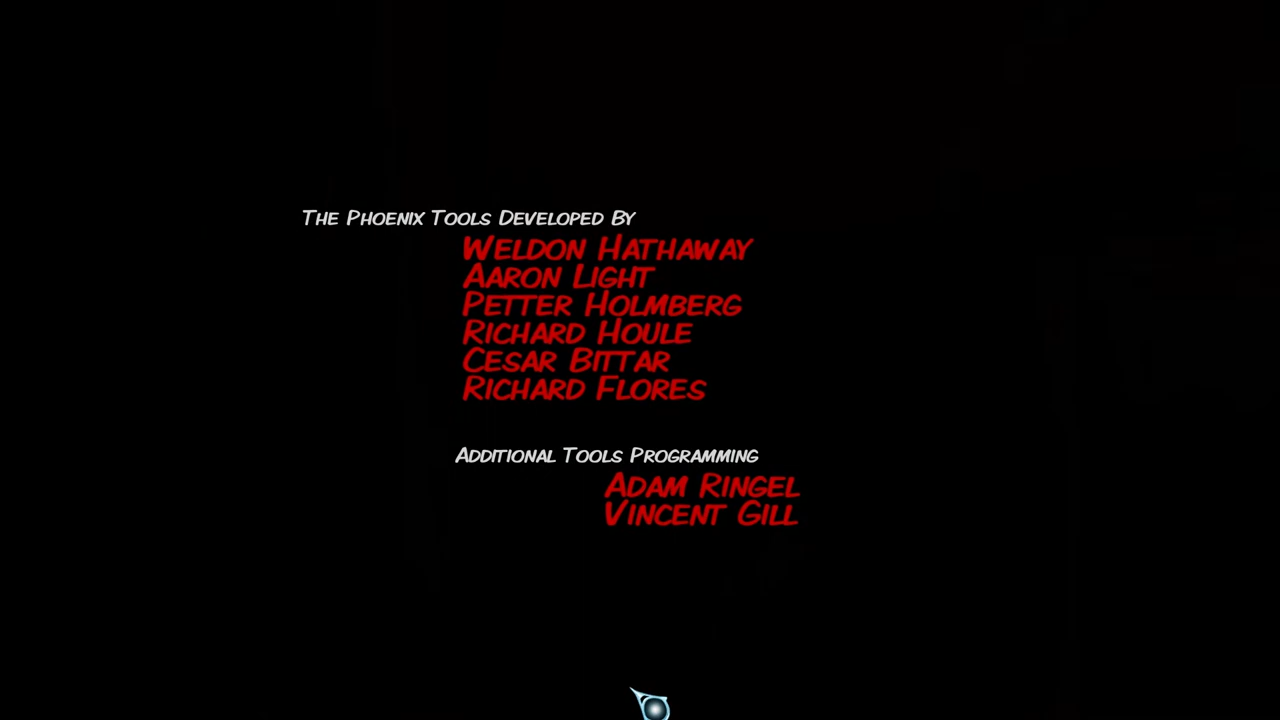 The Phoenix Tools Developed By
Weldon Hathaway
Aaron Light
Petter Holmberg
Richard Houle
Cesar Bittar
Richard Flores
Additional Tools Programming
Adam Ringel
Vincent Gill